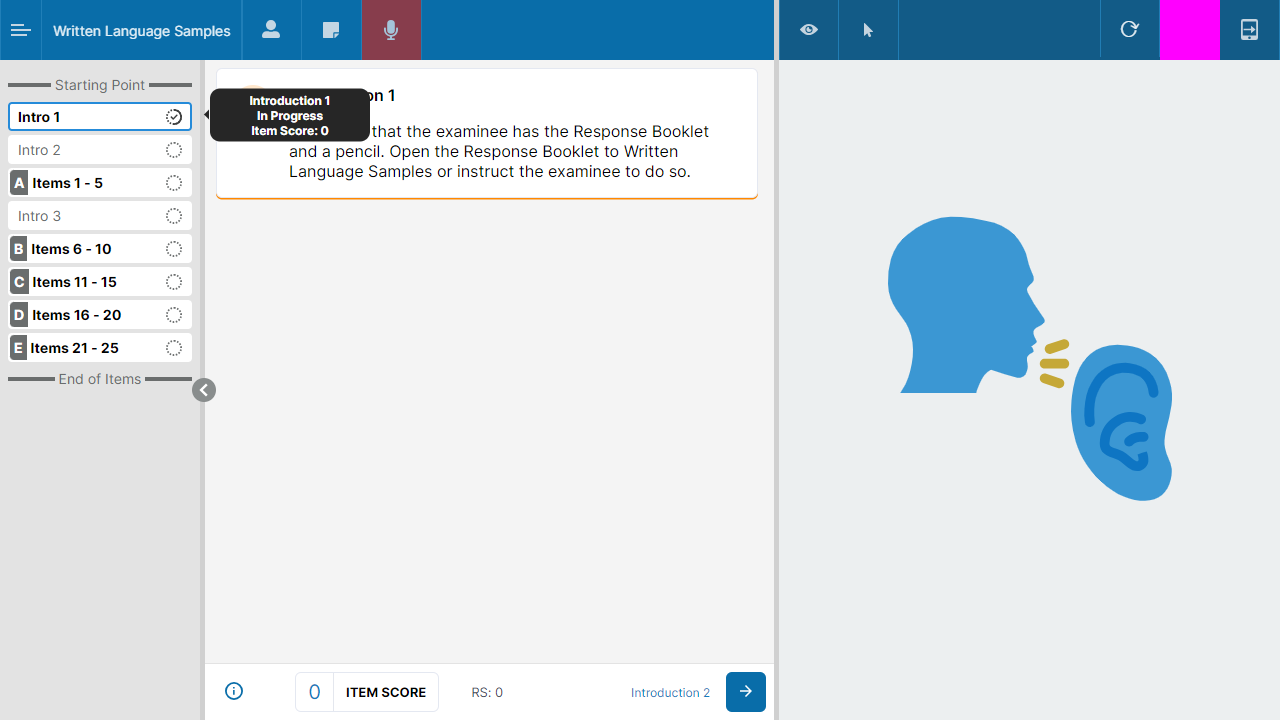 Written Language Samples
Starting Point
Intro 1
Intro 2
A Items 1 - 5
Intro 3
B Items 6 - 10
C Items 11 - 15
D Items 16 - 20
E Items 21 - 25
End of Items
Introduction 1
In Progress
Item Score: 0
on 1
that the examinee has the Response Booklet
and a pencil. Open the Response Booklet to Written
Language Samples or instruct the examinee to do so.
0 ITEM SCORE
RS: 0
Introduction 2